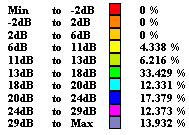 Min to -2dB 0 %
-2dB to 2dB 0 %
2dB to 6dB 0 %
6dB to 11dB 4.338 %
11dB to 13dB 6.216 %
13dB to 18dB 33.429 %
18dB to 20dB 12.331 %
20dB to 24dB 17.379 %
24dB to 29dB 12.373 %
29dB to Max 13.932 %